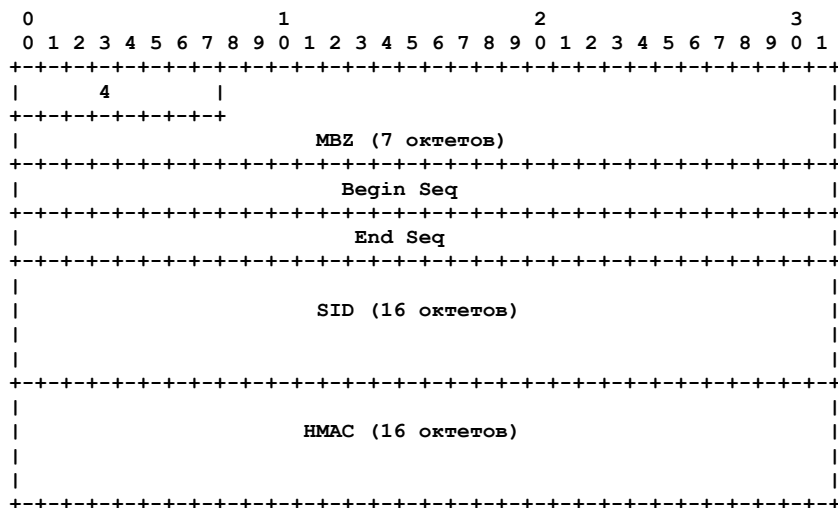 0                   1                   2                   3
 0 1 2 3 4 5 6 7 8 9 0 1 2 3 4 5 6 7 8 9 0 1 2 3 4 5 6 7 8 9 0 1
+-+-+-+-+-+-+-+-+-+-+-+-+-+-+-+-+-+-+-+-+-+-+-+-+-+-+-+-+-+-+-+-+
|      4        |                                               |
+-+-+-+-+-+-+-+-+                                               |
|                       MBZ (7 октетов)                         |
+-+-+-+-+-+-+-+-+-+-+-+-+-+-+-+-+-+-+-+-+-+-+-+-+-+-+-+-+-+-+-+-+
|                         Begin Seq                             |
+-+-+-+-+-+-+-+-+-+-+-+-+-+-+-+-+-+-+-+-+-+-+-+-+-+-+-+-+-+-+-+-+
|                          End Seq                              |
+-+-+-+-+-+-+-+-+-+-+-+-+-+-+-+-+-+-+-+-+-+-+-+-+-+-+-+-+-+-+-+-+
|                                                               |
|                       SID (16 октетов)                        |
|                                                               |
|                                                               |
+-+-+-+-+-+-+-+-+-+-+-+-+-+-+-+-+-+-+-+-+-+-+-+-+-+-+-+-+-+-+-+-+
|                                                               |
|                      HMAC (16 октетов)                        |
|                                                               |
|                                                               |
+-+-+-+-+-+-+-+-+-+-+-+-+-+-+-+-+-+-+-+-+-+-+-+-+-+-+-+-+-+-+-+-+